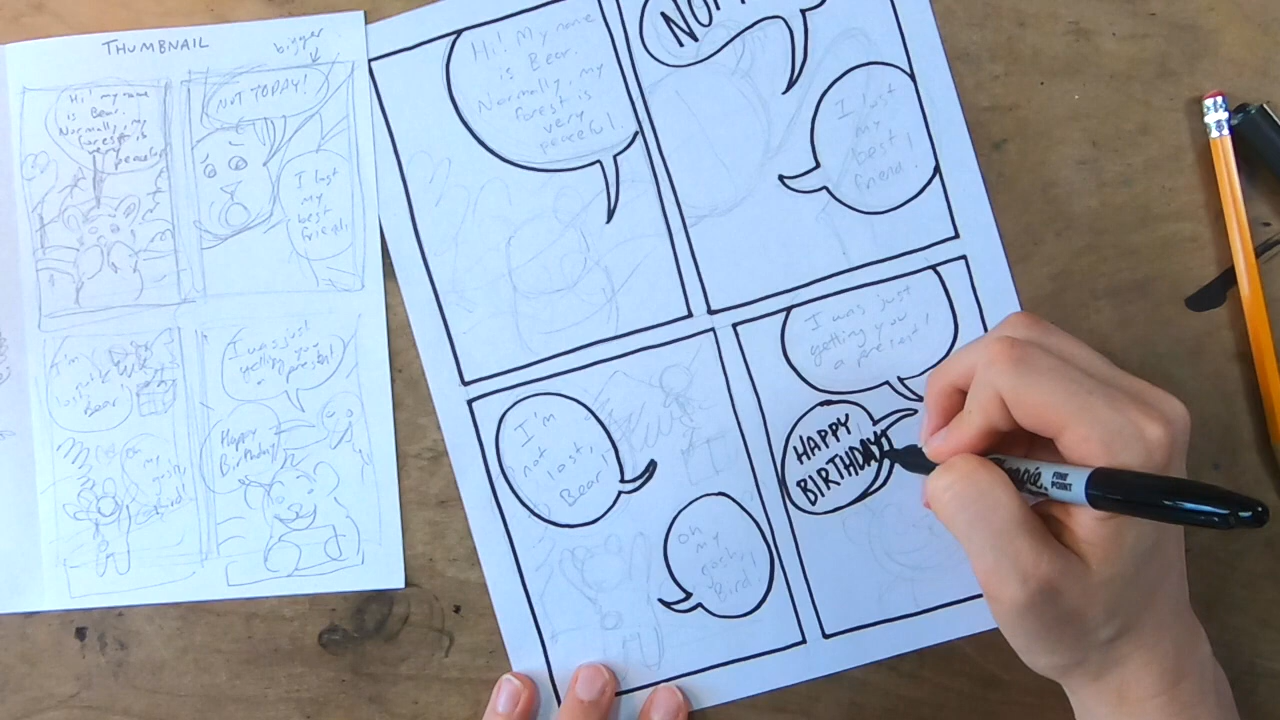 THUMBNAIL
bigger
Hi! my name
is Bear.
Normally, my
forest is
very
peaceful
NOT TODAY!
I lost
my
best
friend.
I'm
not
lost,
Bear!
oh
my
gosh,
Bird!
I was just
getting you
a present!
Happy
Birthday!
Hi! My name
is Bear.
Normally, my
forest is
very
peaceful.
NOT
I lost
my
best
friend.
I'm
not
lost,
Bear!
oh
my
gosh,
Bird!
I was just
getting you
a present!
HAPPY
BIRTHDAY!
Sharpie.
FINE
POINT